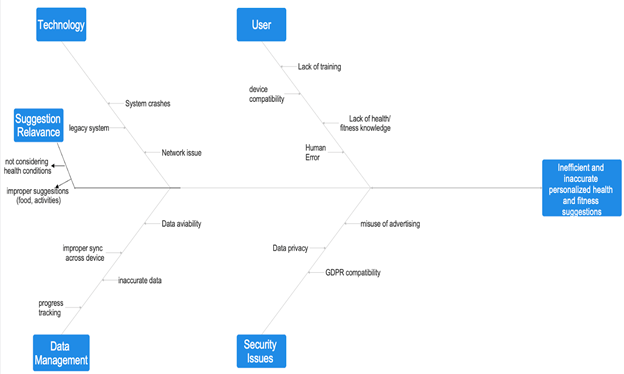 Technology
User
Lack of training
device
compatibility
System crashes
Suggestion
Relavance
legacy system
Lack of health/
fitness knowledge
Network issue
Human
Error
not considering
health conditions
improper suggestions
(food, activities)
Inefficient and
inaccurate
personalized health
and fitness
suggestions
Data aviability
misuse of advertising
improper sync
across device
Data privacy
inaccurate data
GDPR compatibility
progress
tracking
Data
Management
Security
Issues